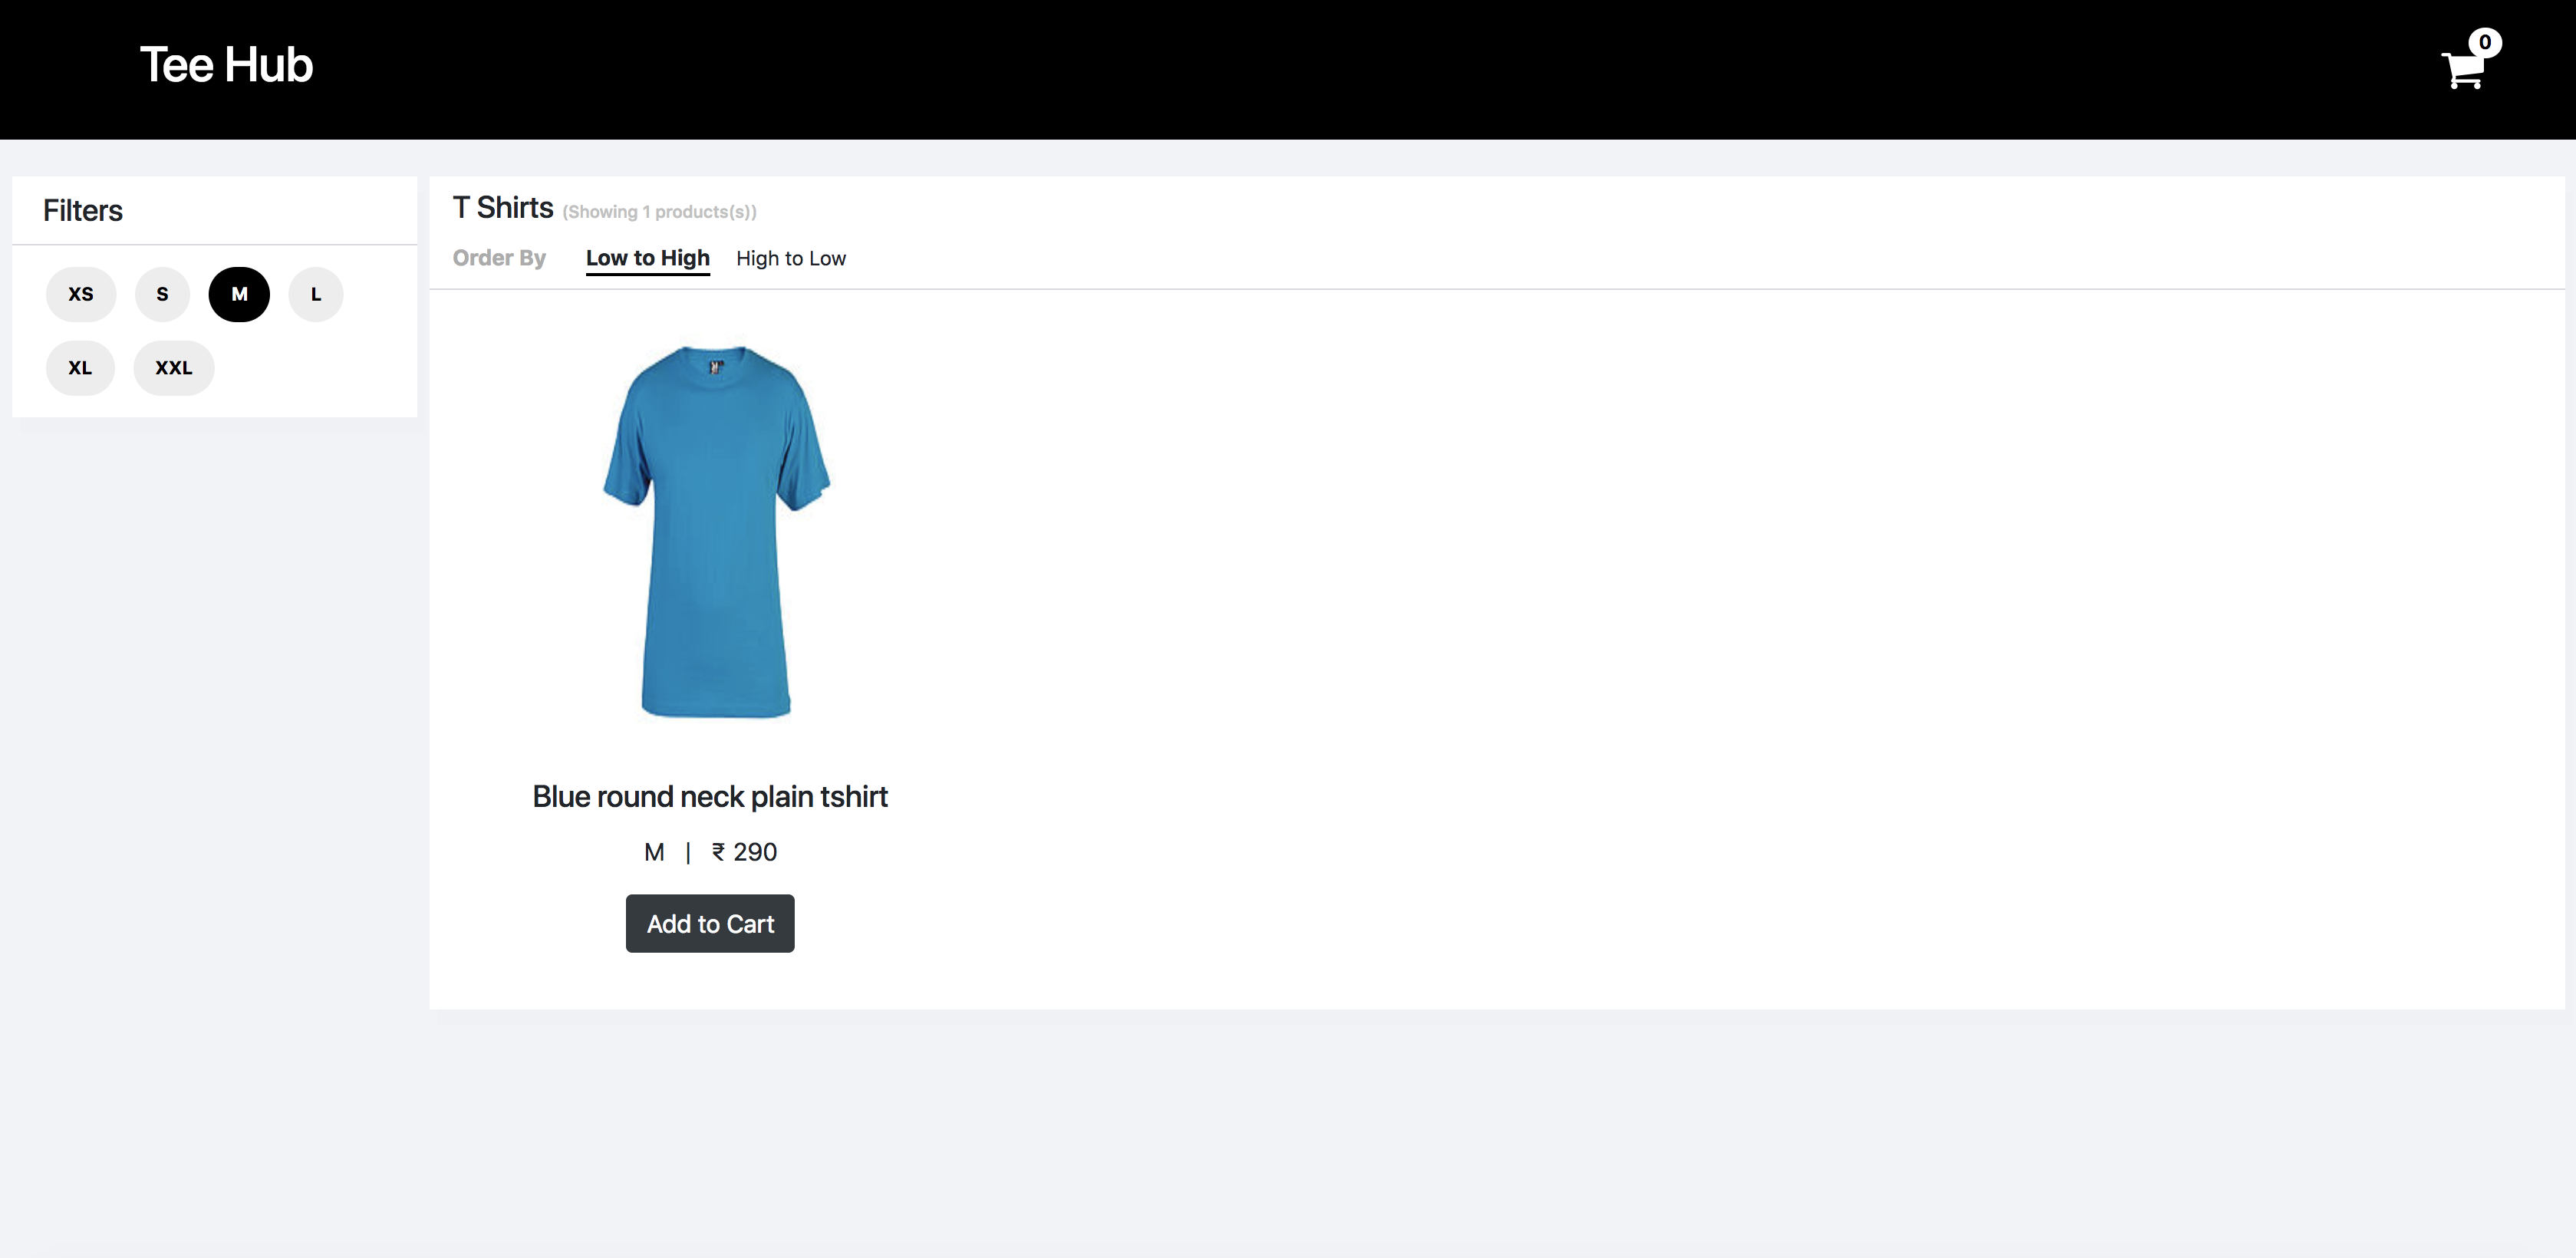 Tee Hub
0
Filters
XS S M L
XL XXL
T Shirts (Showing 1 products(s))
Order By Low to High High to Low
Blue round neck plain tshirt
M | ₹ 290
Add to Cart